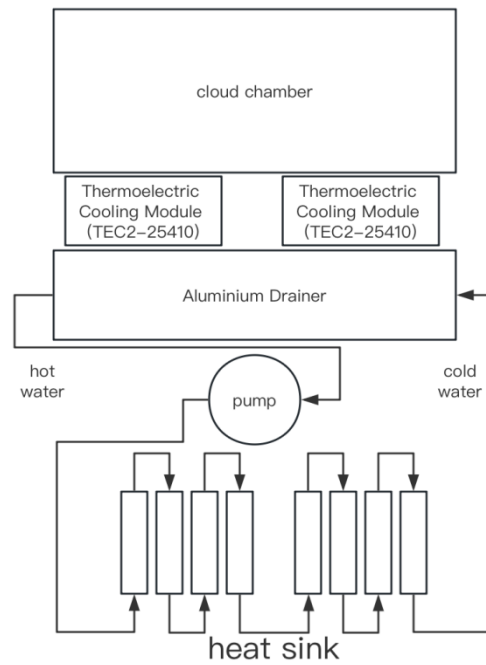 cloud chamber
Thermoelectric
Cooling Module
(TEC2-25410)
Thermoelectric
Cooling Module
(TEC2-25410)
Aluminium Drainer
hot
water
cold
water
pump
heat sink